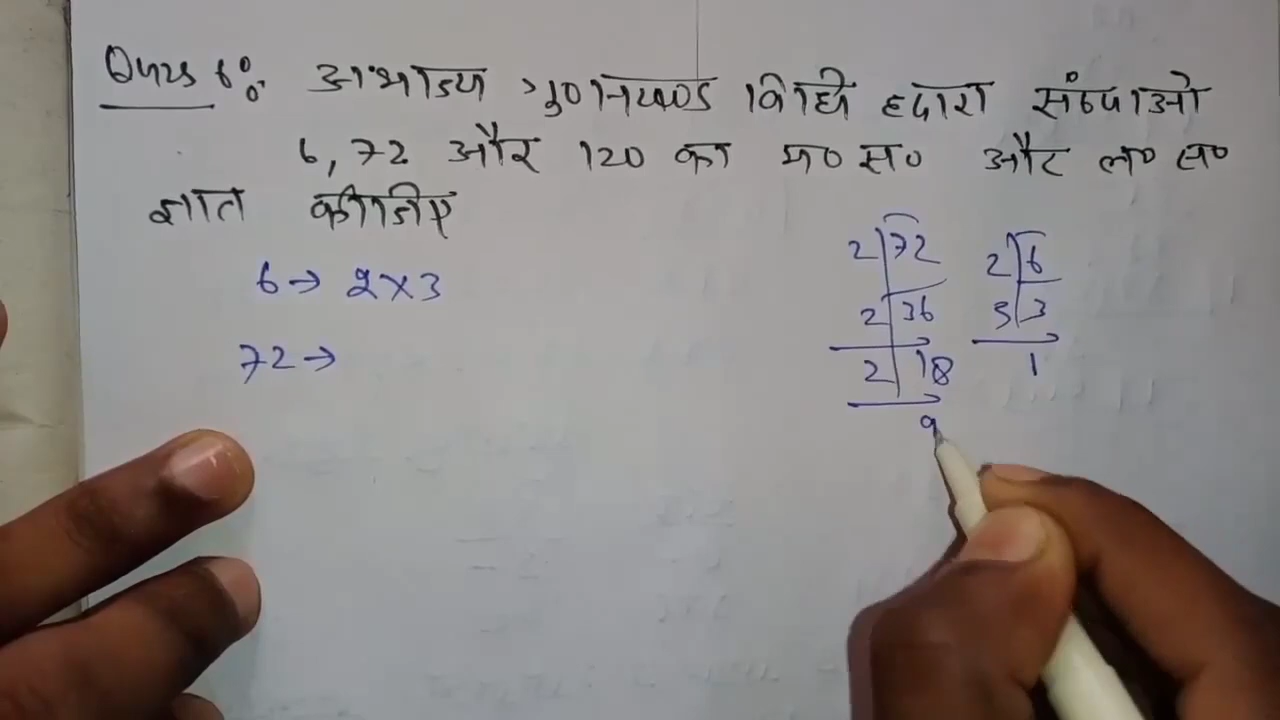 Ques 6 : अभाज्य गुणनखण्ड विधि द्वारा संख्याओ
6, 72 और 120 का म० स० और ल० स०
ज्ञात कीजिए
6 → 2×3
72 →
2 | 72
2 | 36
2 | 18
9
2 | 6
3 | 3
1